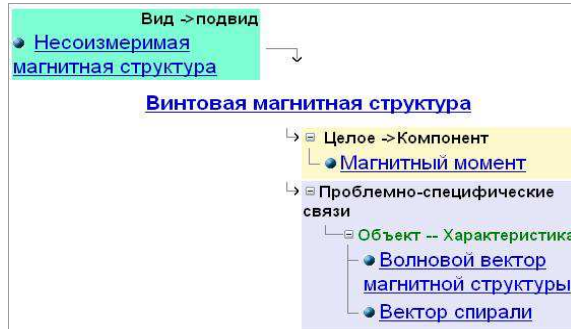 Вид ->подвид
Несоизмеримая
магнитная структура
Винтовая магнитная структура
Целое ->Компонент
Магнитный момент
Проблемно-специфические
связи
Объект -- Характеристика
Волновой вектор
магнитной структуры
Вектор спирали